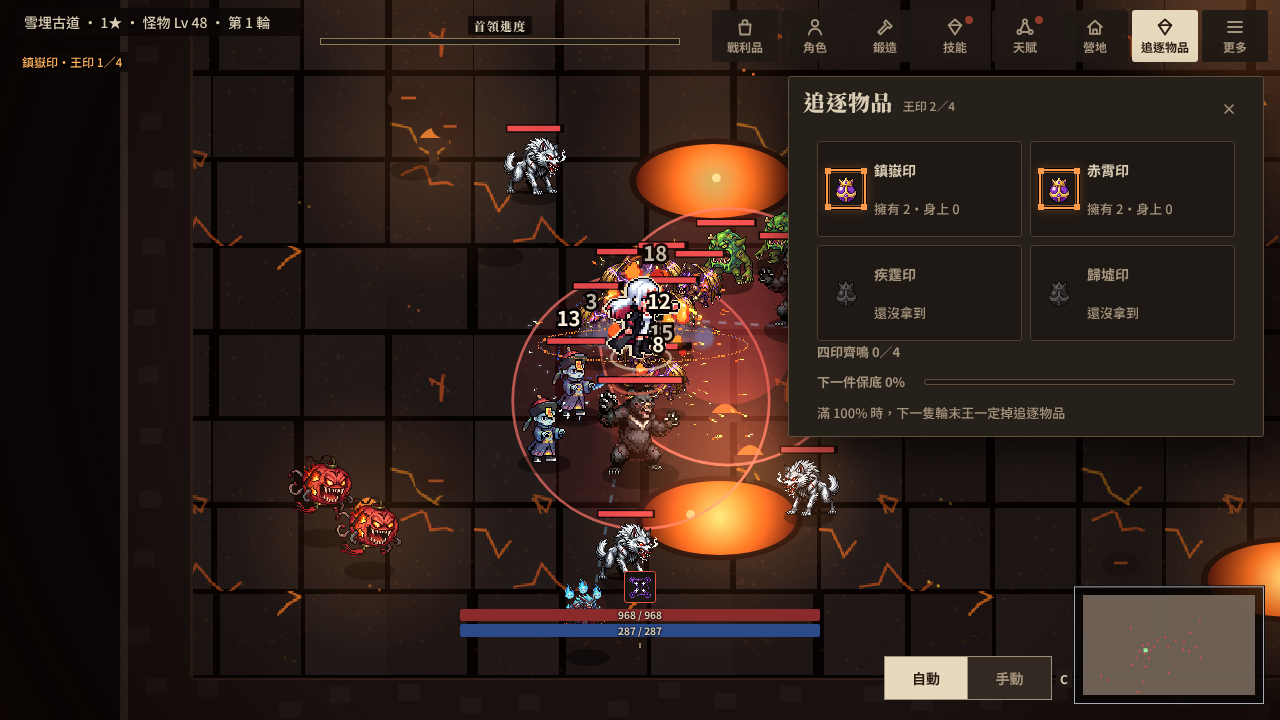 雪埋古道 · 1★ · 怪物 Lv 48 · 第 1 輪
鎮嶽印·王印 1／4
首領進度
戰利品
角色
鍛造
技能
天賦
營地
追逐物品
更多
追逐物品 王印 2／4
鎮嶽印
擁有 2·身上 0
赤霄印
擁有 2·身上 0
疾霆印
還沒拿到
歸墟印
還沒拿到
四印齊鳴 0／4
下一件保底 0%
滿 100% 時，下一隻輪末王一定掉追逐物品
18
3
12
13
15
8
968 / 968
287 / 287
自動
手動
C